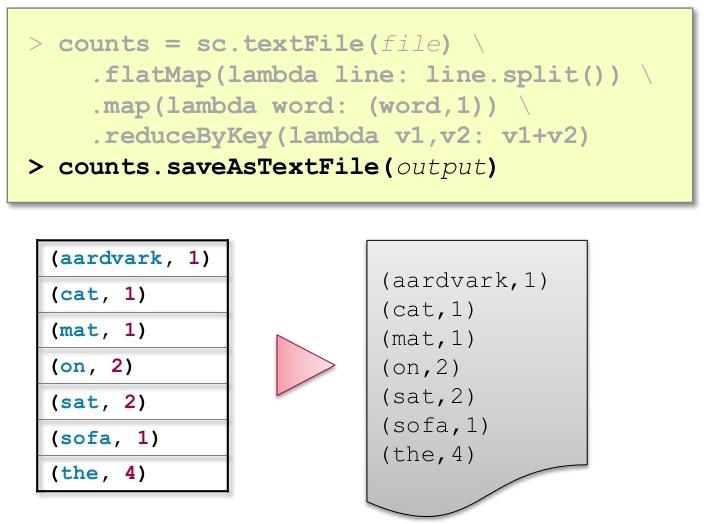 > counts = sc.textFile(file) \
.flatMap(lambda line: line.split()) \
.map(lambda word: (word,1)) \
.reduceByKey(lambda v1,v2: v1+v2)
> counts.saveAsTextFile(output)
(aardvark, 1)
(cat, 1)
(mat, 1)
(on, 2)
(sat, 2)
(sofa, 1)
(the, 4)
(aardvark,1)
(cat,1)
(mat,1)
(on,2)
(sat,2)
(sofa,1)
(the,4)